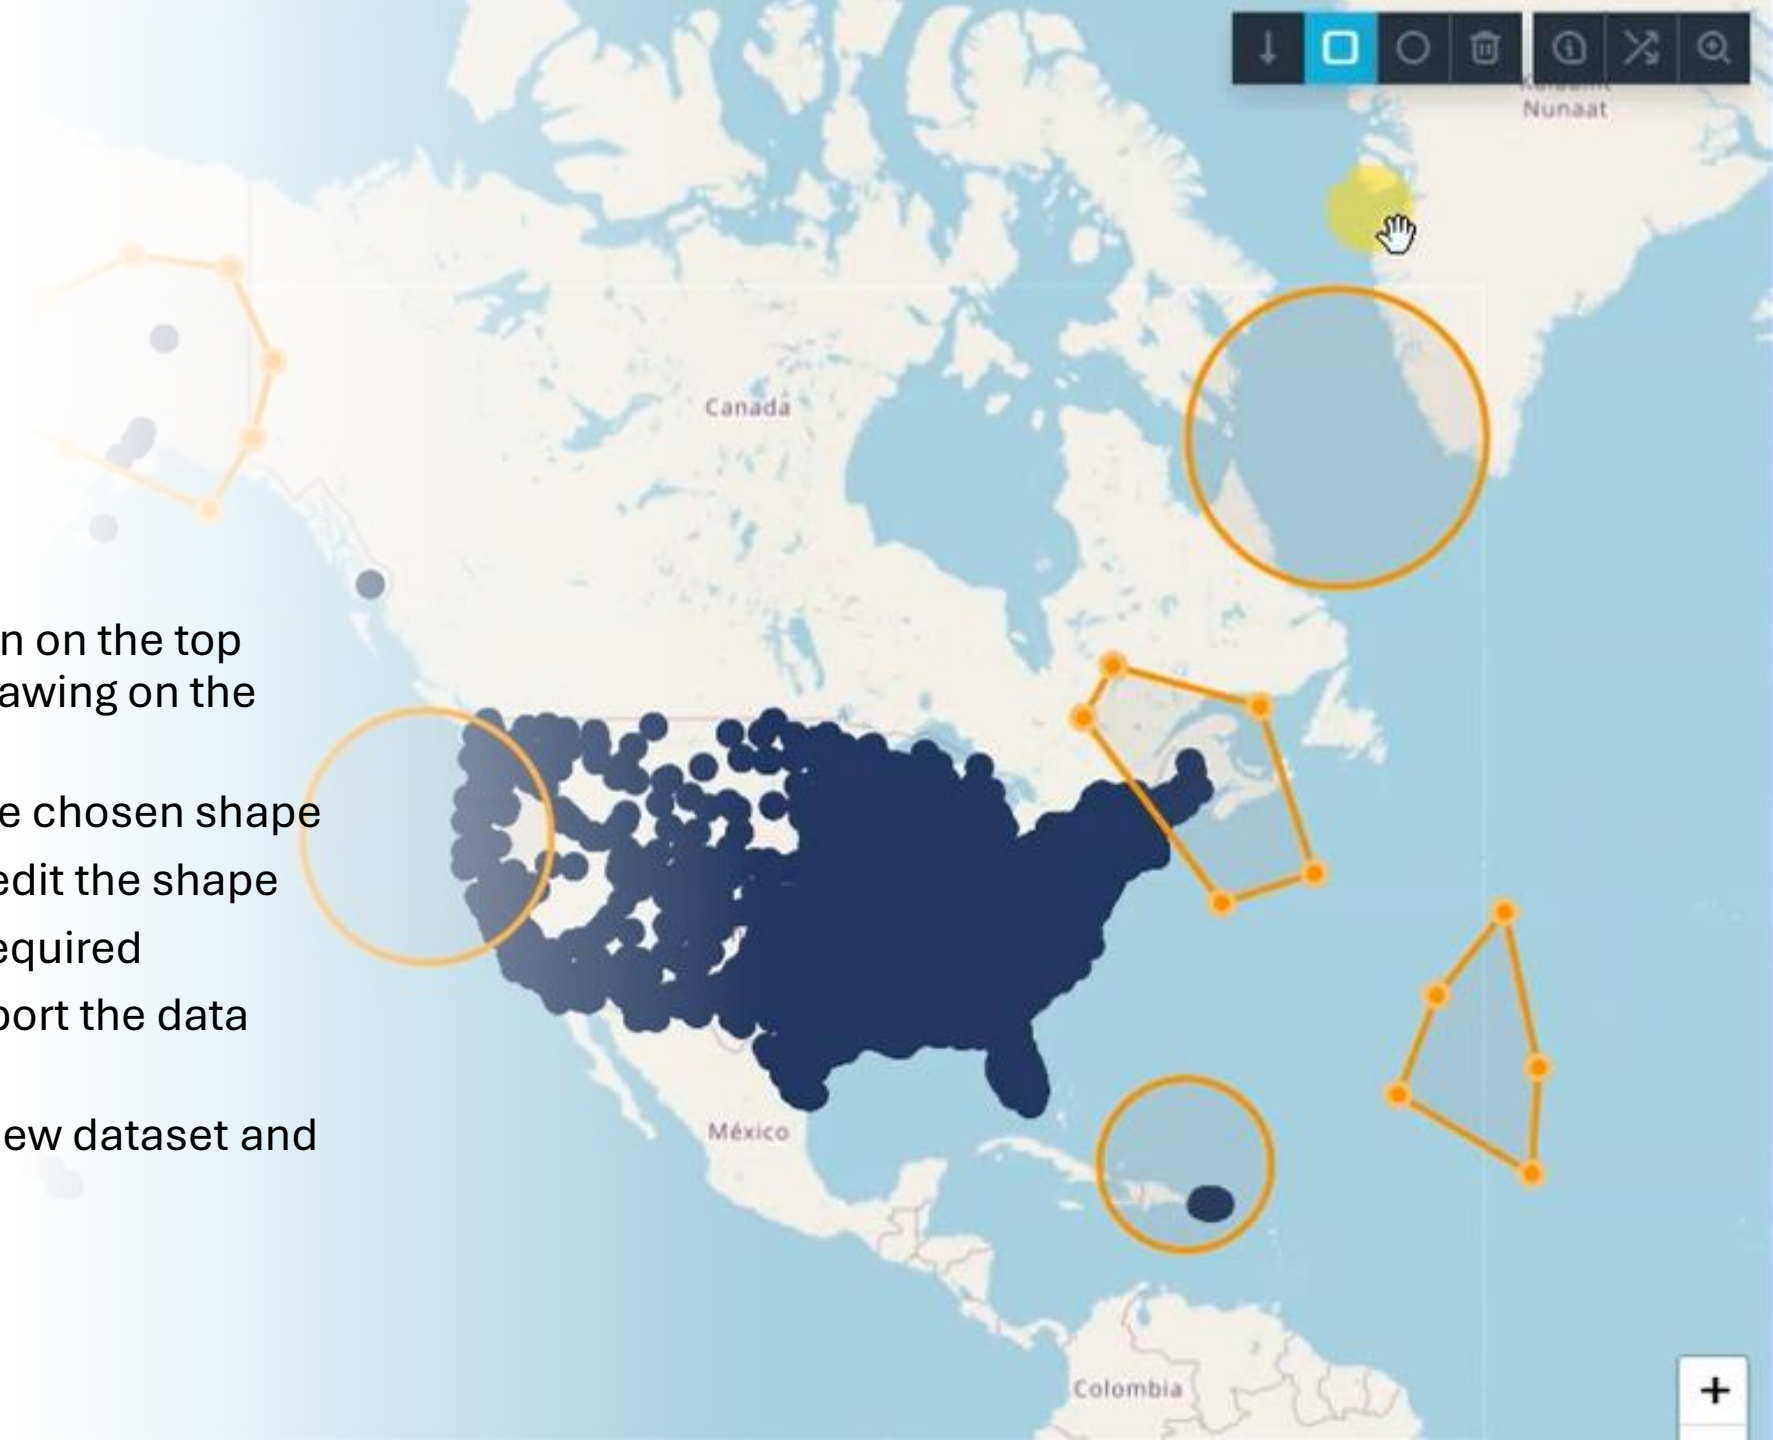 Nunaat
Canada
n on the top
awing on the
e chosen shape
edit the shape
equired
port the data
México
ew dataset and
Colombia
+